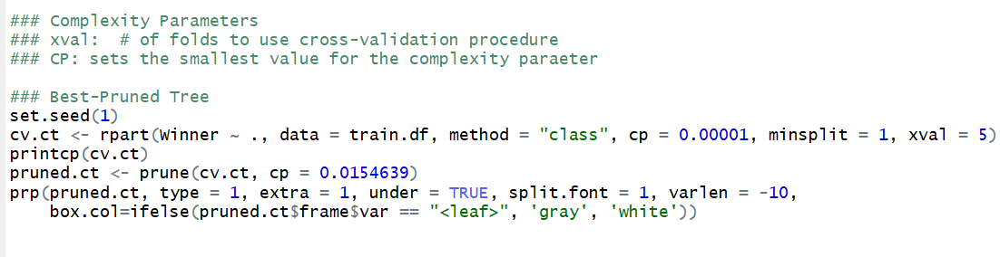 ### Complexity Parameters
### xval:  # of folds to use cross-validation procedure
### CP: sets the smallest value for the complexity paraeter
### Best-Pruned Tree
set.seed(1)
cv.ct <- rpart(Winner ~ ., data = train.df, method = "class", cp = 0.00001, minsplit = 1, xval = 5)
printcp(cv.ct)
pruned.ct <- prune(cv.ct, cp = 0.0154639)
prp(pruned.ct, type = 1, extra = 1, under = TRUE, split.font = 1, varlen = -10,
    box.col=ifelse(pruned.ct$frame$var == "<leaf>", 'gray', 'white'))